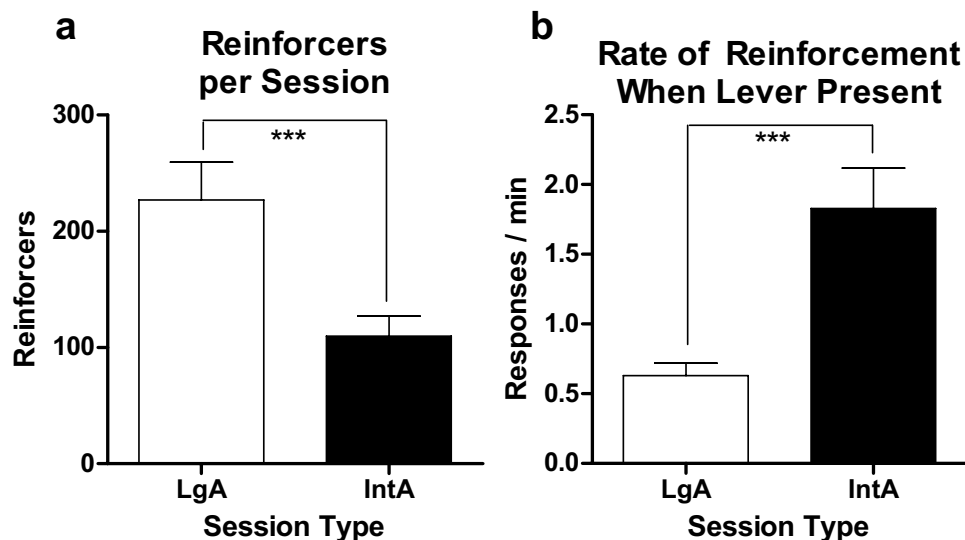 a
Reinforcers
per Session
300
200
100
0
***
Reinforcers
LgA
IntA
Session Type
b
Rate of Reinforcement
When Lever Present
2.5
2.0
1.5
1.0
0.5
0.0
***
Responses / min
LgA
IntA
Session Type